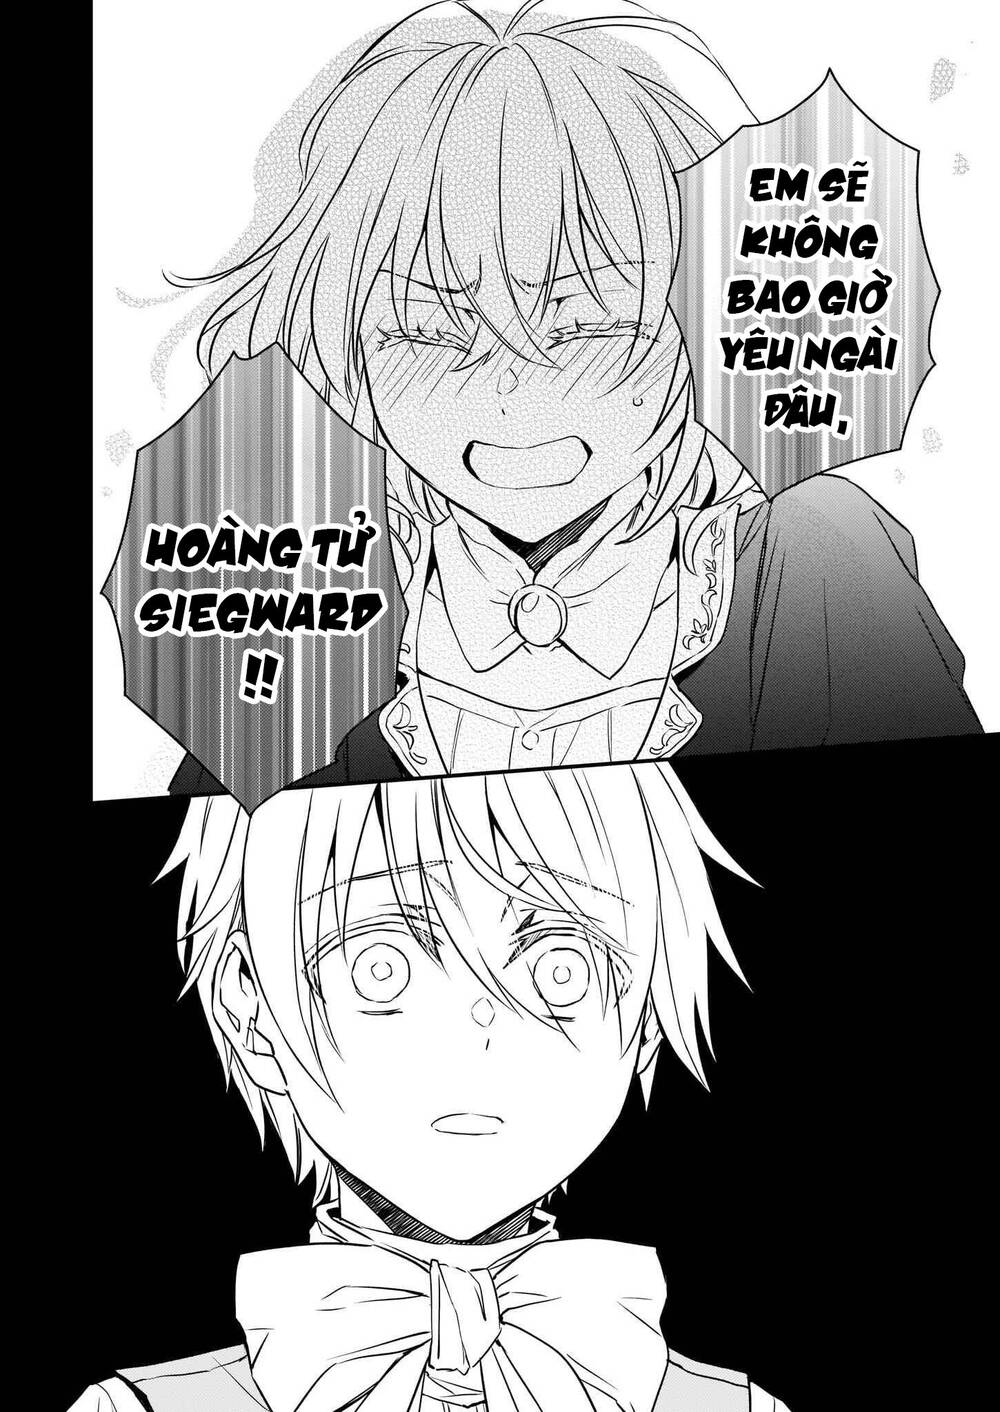 EM SẼ
KHÔNG
BAO GIỜ
YÊU NGÀI
ĐÂU,
HOÀNG TỬ
SIEGWARD
!!